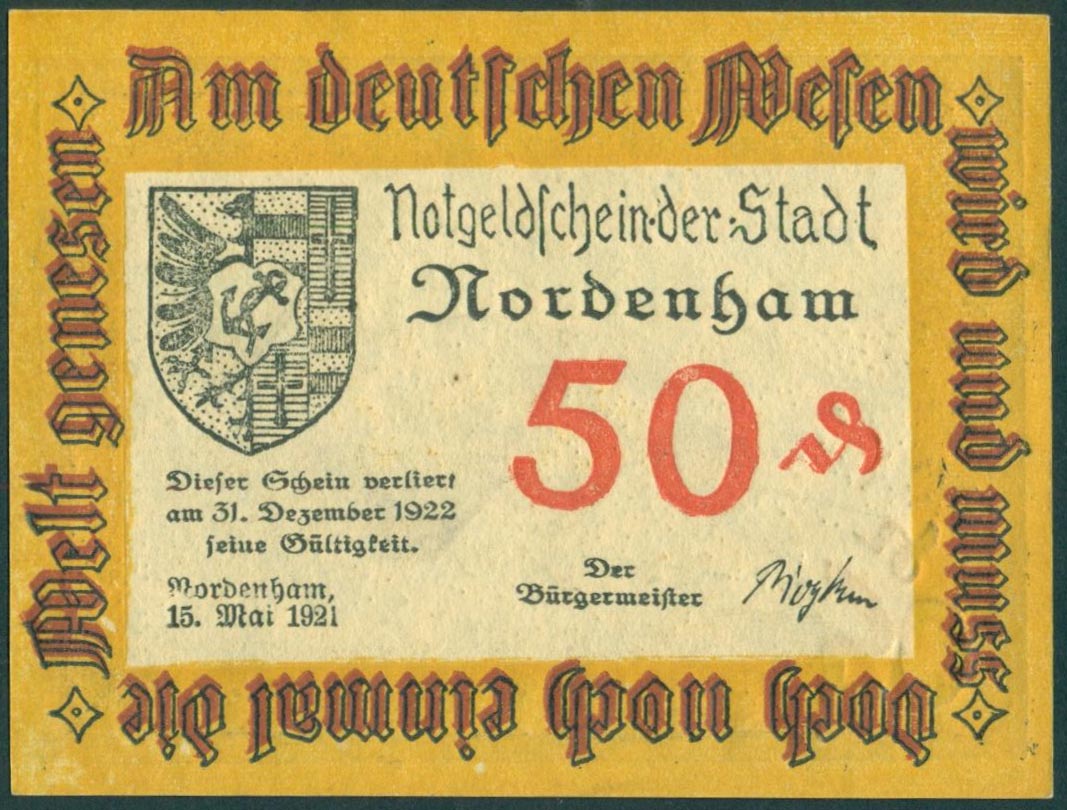 Am deutschen Wesen
wird und muss
doch noch einmal die
Welt genesen
Notgeldschein·der·Stadt
Nordenham
50 ₰
Dieser Schein verliert
am 31. Dezember 1922
seine Gültigkeit.
Nordenham,
15. Mai 1921
Der
Bürgermeister